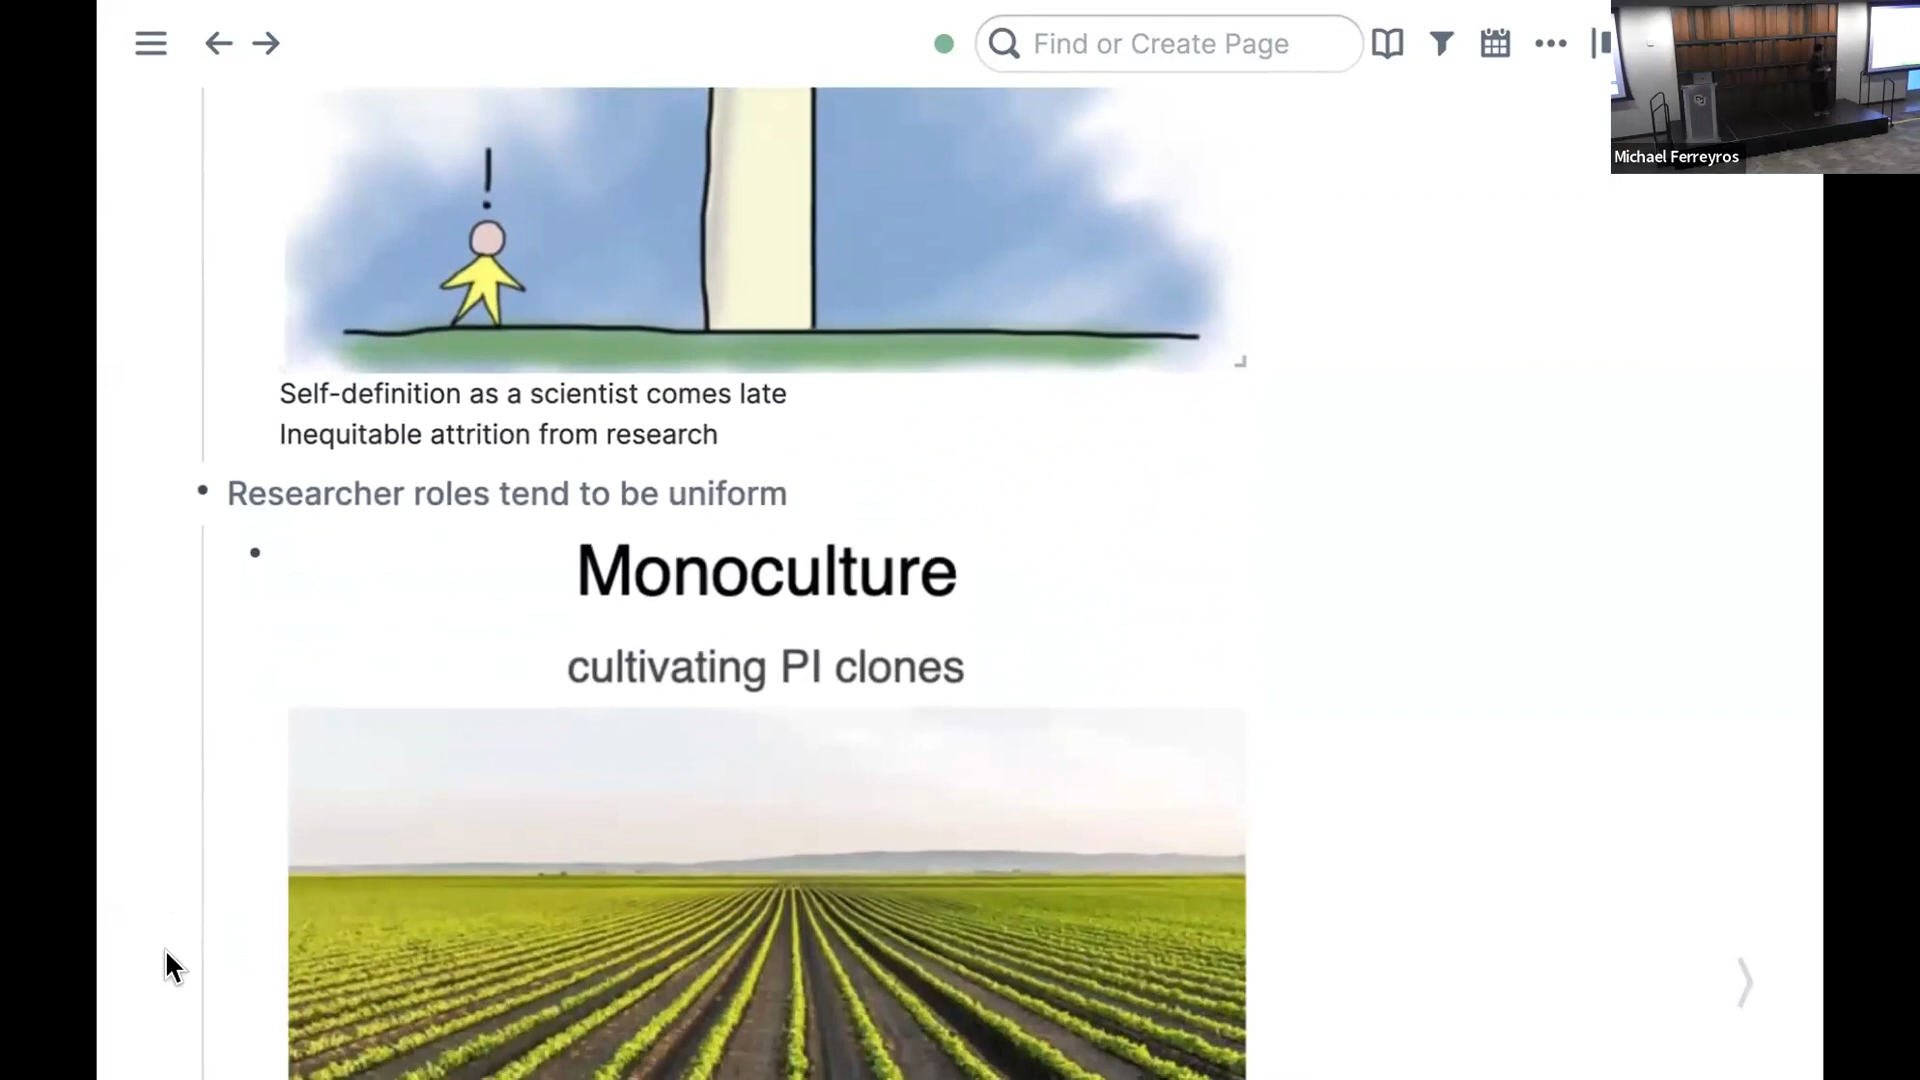 Find or Create Page
Michael Ferreyros
!
Self-definition as a scientist comes late
Inequitable attrition from research
• Researcher roles tend to be uniform
• Monoculture
cultivating PI clones